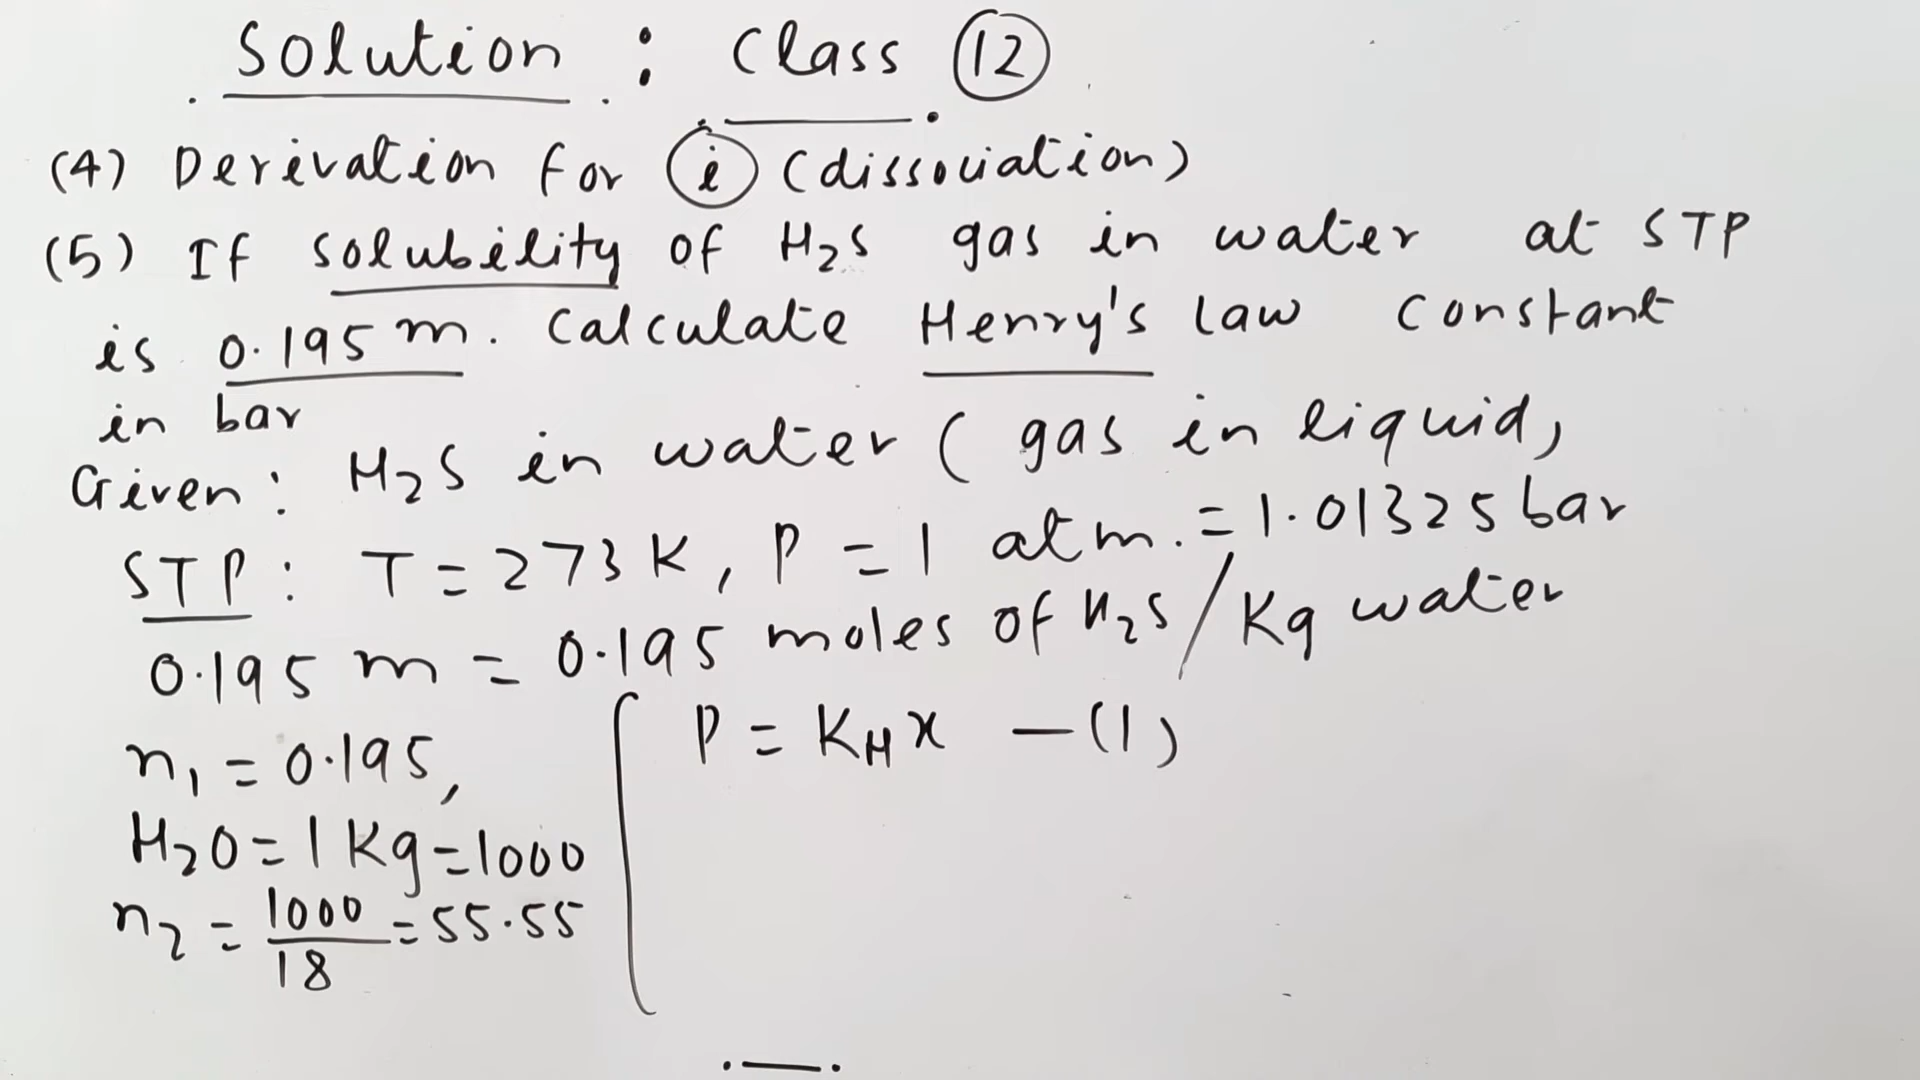 Solution : Class 12
(4) Derivation for i (dissociation)
(5) If solubility of H₂S gas in water at STP
is 0.195 m. Calculate Henry's law constant
in bar
Given: H₂S in water ( gas in liquid,
STP : T = 273 K, P = 1 atm. = 1.01325 bar
0.195 m = 0.195 moles of H₂S / Kg water
n₁ = 0.195,
H₂O = 1 Kg = 1000
n₂ = 1000/18 = 55.55
P = K_H x — (1)